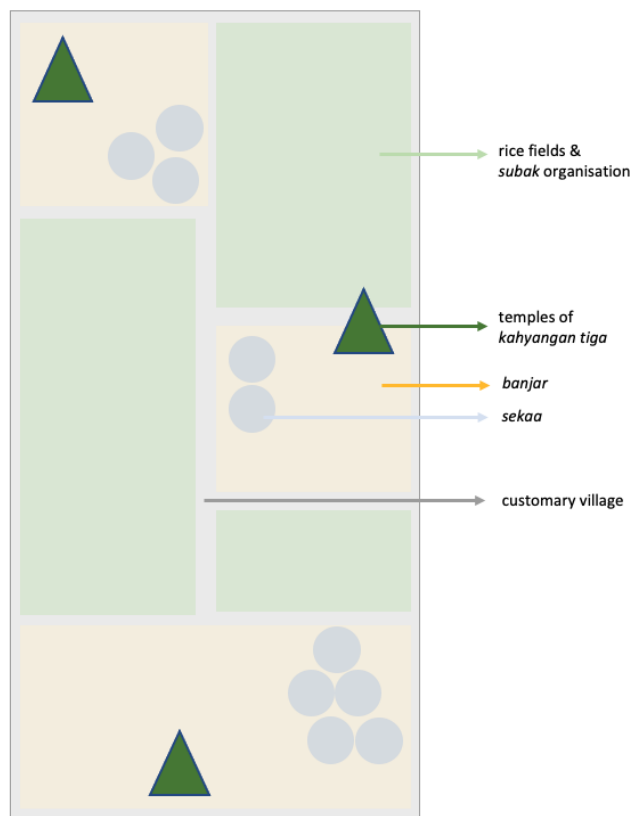 rice fields &
subak organisation
temples of
kahyangan tiga
banjar
sekaa
customary village